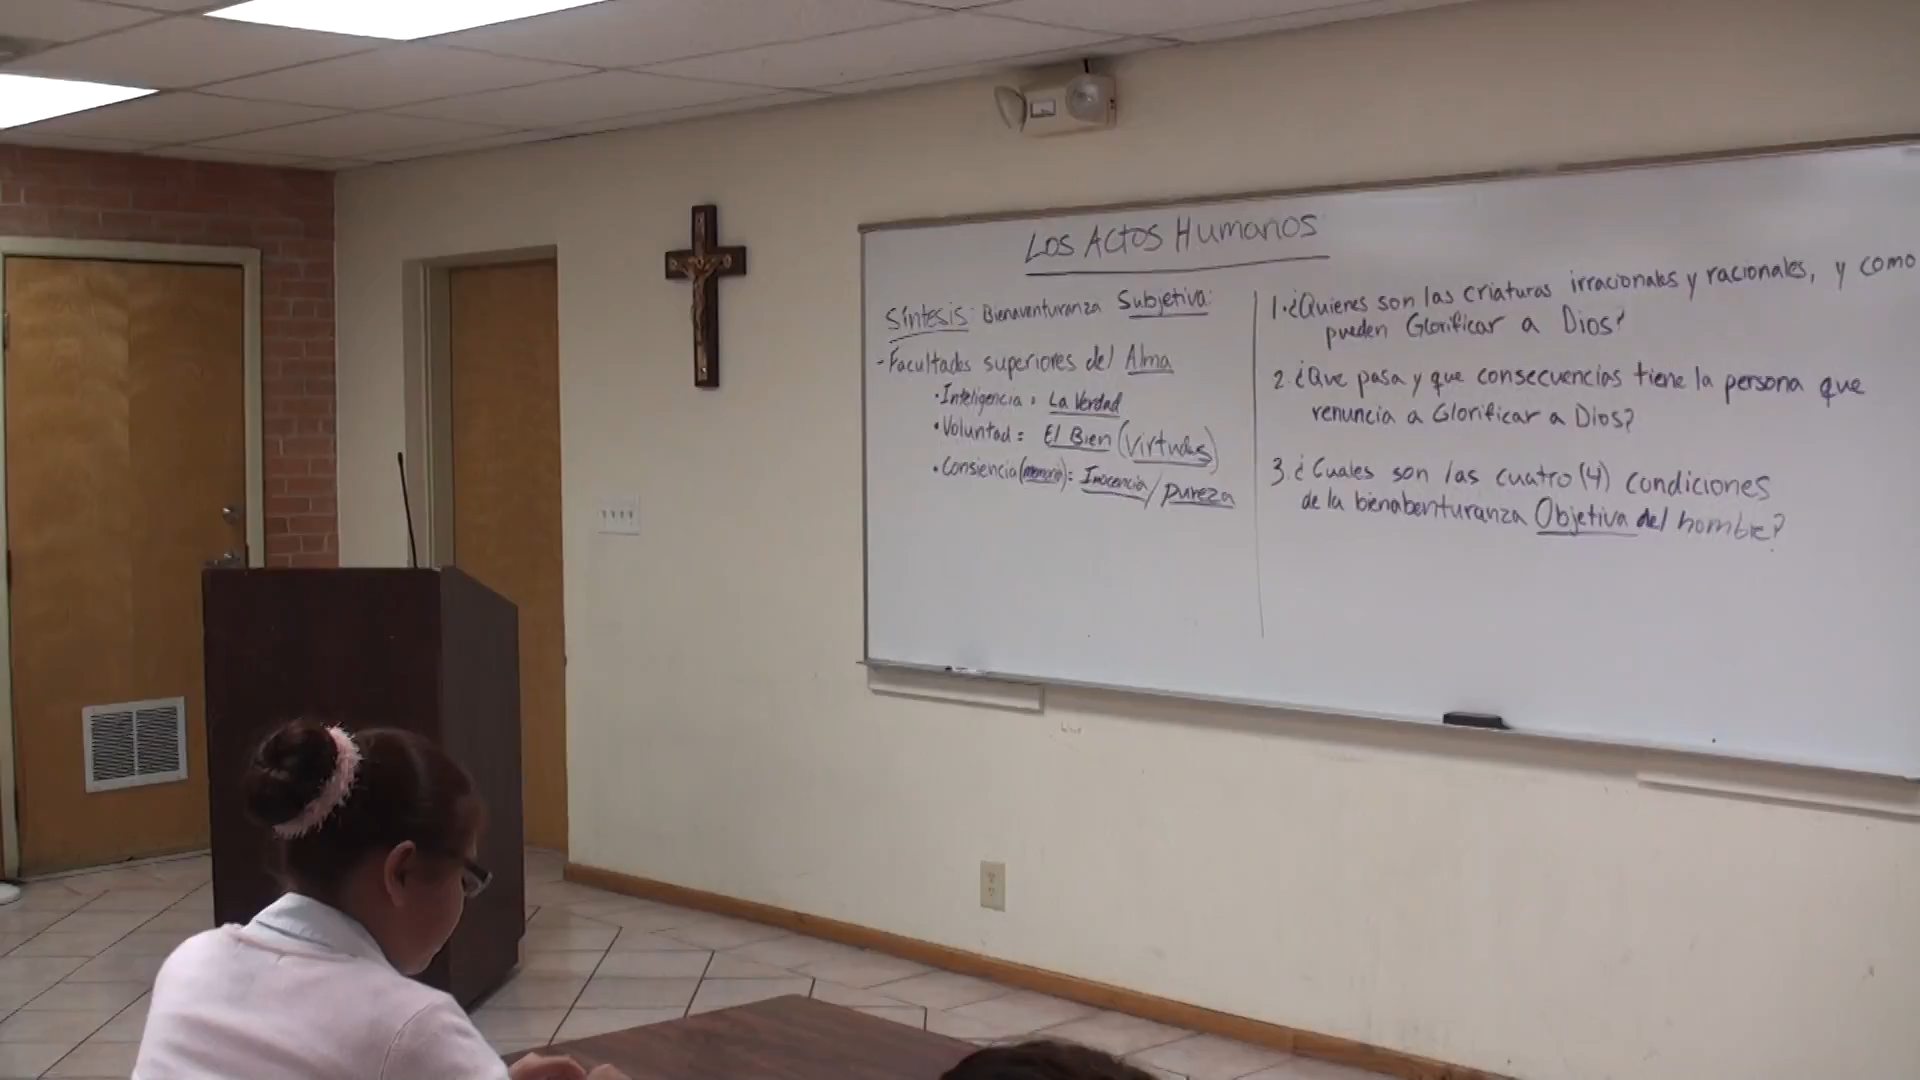 Los Actos Humanos
Síntesis: Bienaventuranza Subjetiva:
- Facultades superiores del Alma
• Inteligencia: La Verdad
• Voluntad = El Bien (Virtudes)
• Consiencia (memoria): Inocencia / pureza
1. ¿Quienes son las criaturas irracionales y racionales, y como
pueden Glorificar a Dios?
2. ¿Que pasa y que consecuencias tiene la persona que
renuncia a Glorificar a Dios?
3. ¿Cuales son las cuatro (4) condiciones
de la bienabenturanza Objetiva del hombre?